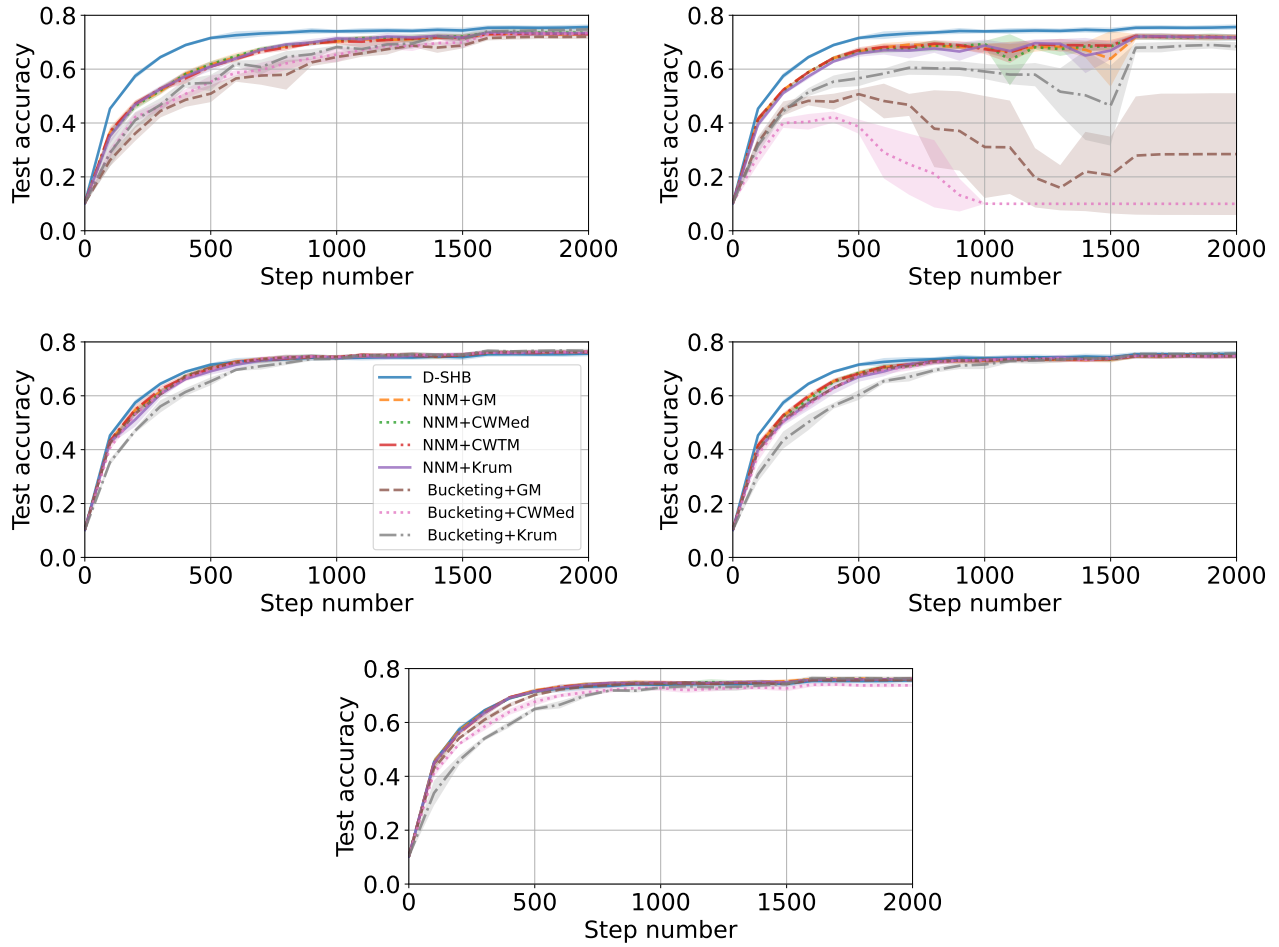 0.8
0.6
0.4
0.2
0.0
Test accuracy
0 500 1000 1500 2000
Step number
0.8
0.6
0.4
0.2
0.0
Test accuracy
0 500 1000 1500 2000
Step number
0.8
0.6
0.4
0.2
0.0
Test accuracy
D-SHB
NNM+GM
NNM+CWMed
NNM+CWTM
NNM+Krum
Bucketing+GM
Bucketing+CWMed
Bucketing+Krum
0 500 1000 1500 2000
Step number
0.8
0.6
0.4
0.2
0.0
Test accuracy
0 500 1000 1500 2000
Step number
0.8
0.6
0.4
0.2
0.0
Test accuracy
0 500 1000 1500 2000
Step number